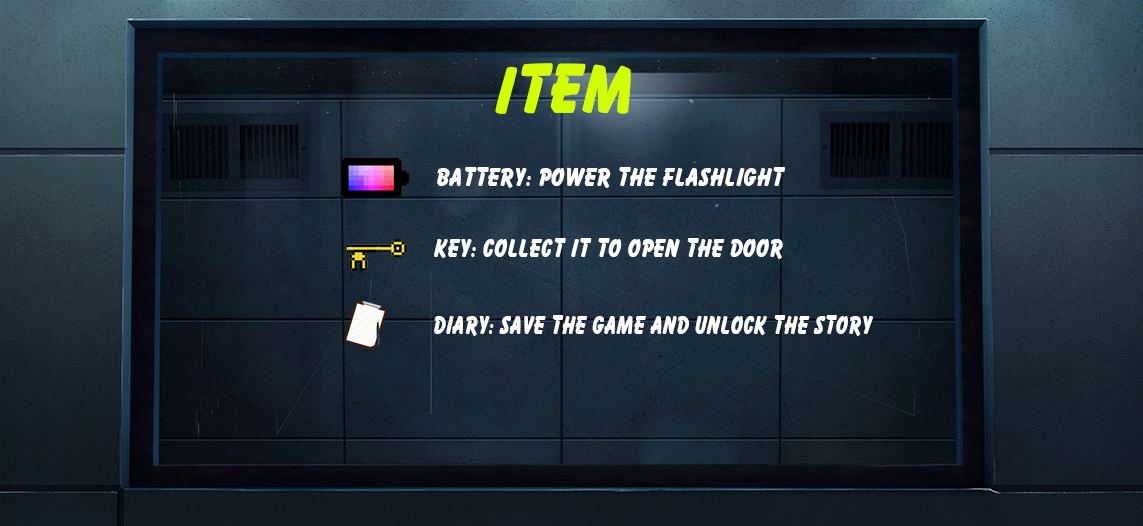 ITEM
BATTERY: POWER THE FLASHLIGHT
KEY: COLLECT IT TO OPEN THE DOOR
DIARY: SAVE THE GAME AND UNLOCK THE STORY